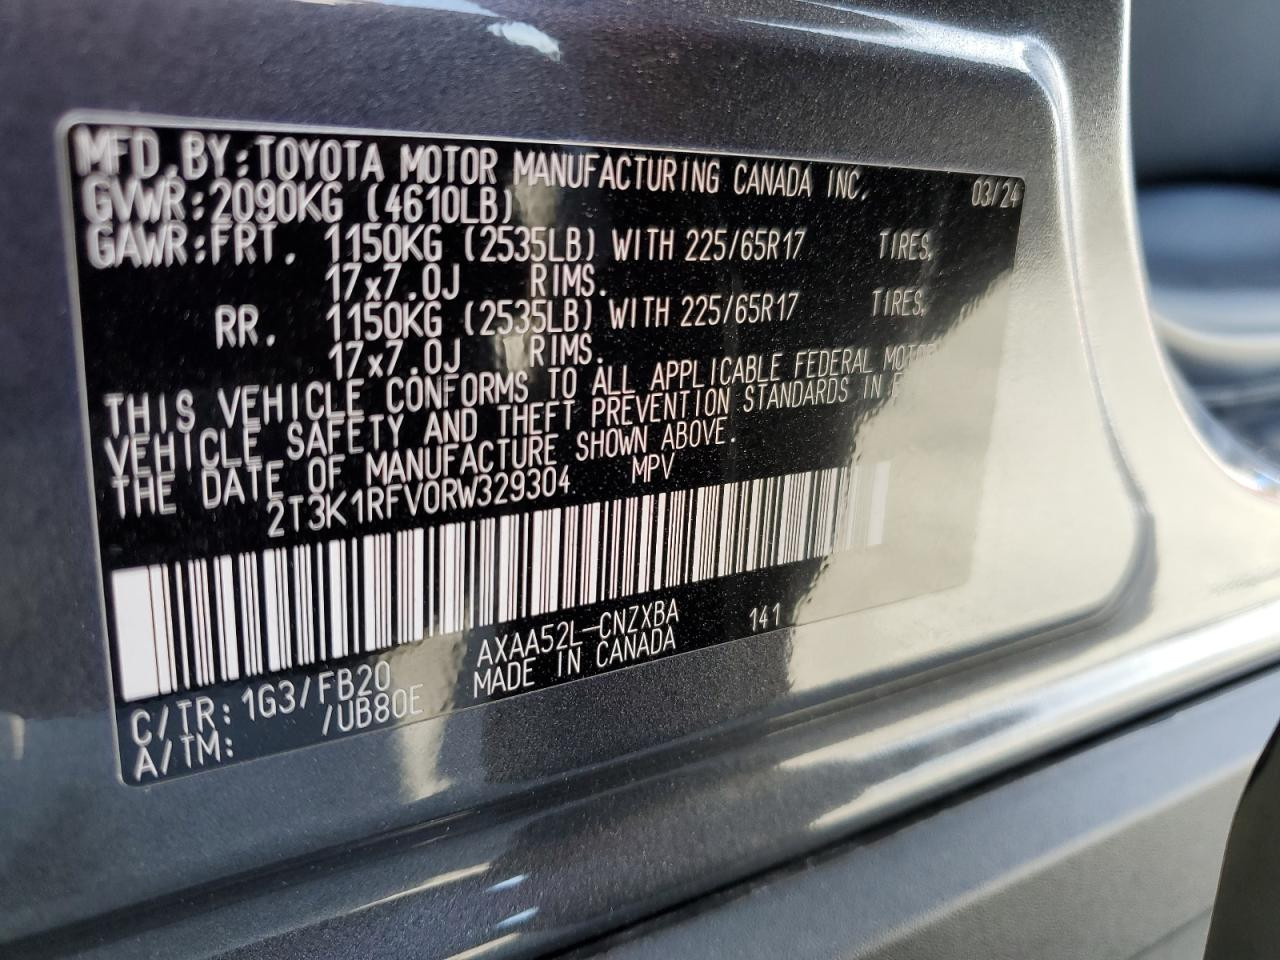 MFD.BY:TOYOTA MOTOR MANUFACTURING CANADA INC. 03/24
GVWR:2090KG (4610LB)
GAWR:FRT. 1150KG (2535LB) WITH 225/65R17 TIRES,
17x7.0J RIMS.
RR. 1150KG (2535LB) WITH 225/65R17 TIRES,
17x7.0J RIMS.
THIS VEHICLE CONFORMS TO ALL APPLICABLE FEDERAL MOTOR
VEHICLE SAFETY AND THEFT PREVENTION STANDARDS IN
THE DATE OF MANUFACTURE SHOWN ABOVE.
2T3K1RFV0RW329304 MPV
C/TR: 1G3/FB20 AXAA52L-CNZXBA 141
A/TM: /UB80E MADE IN CANADA